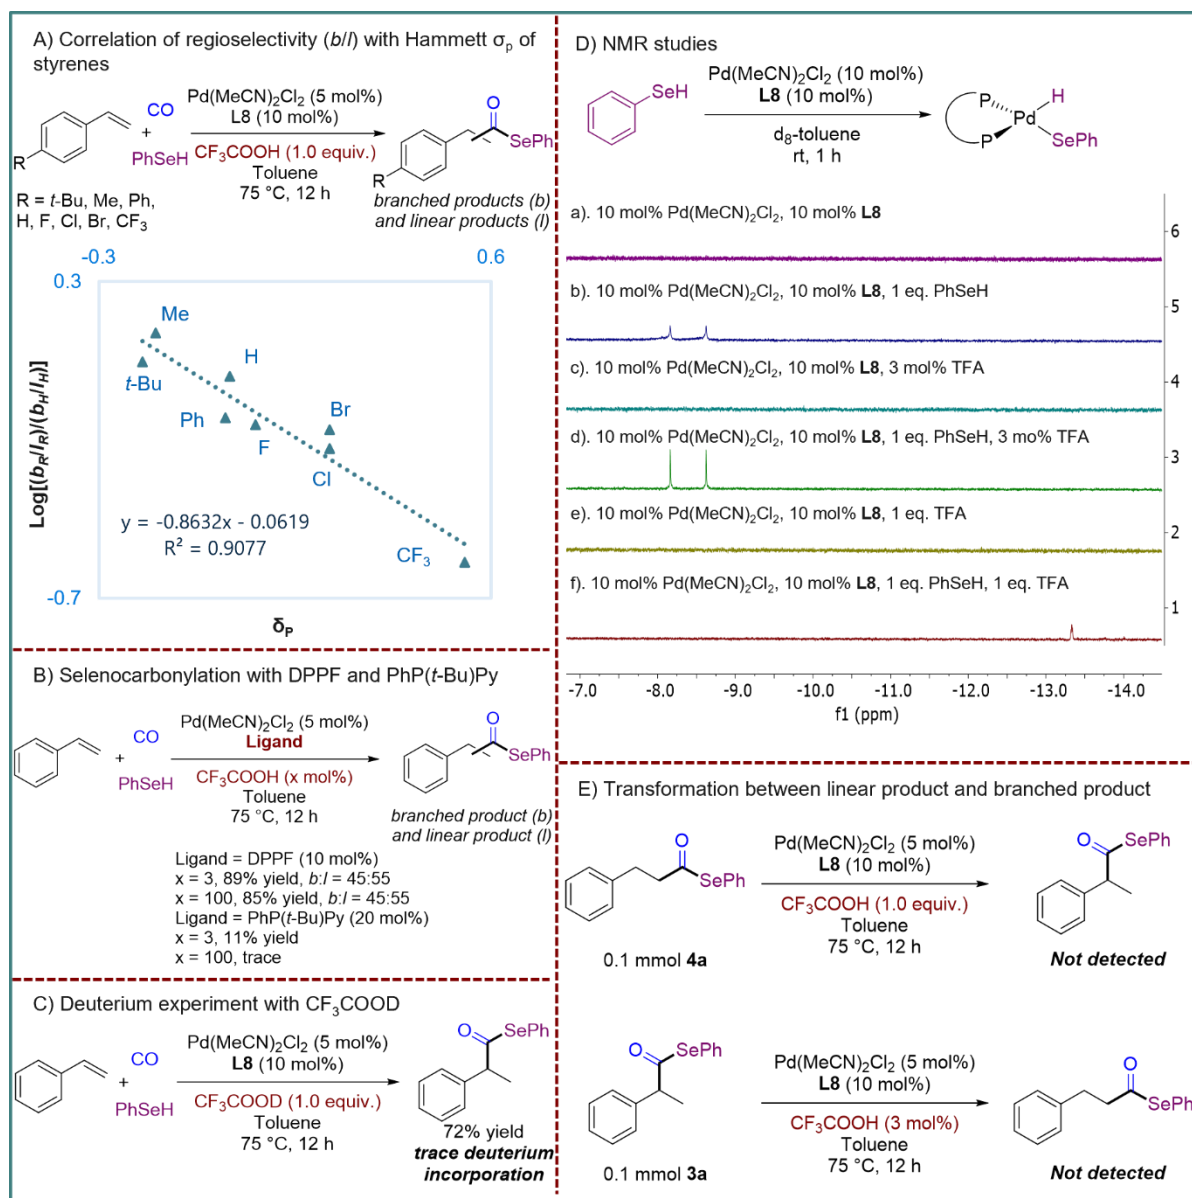 A) Correlation of regioselectivity (b/l) with Hammett σp of
styrenes
R
+
CO
PhSeH
Pd(MeCN)2Cl2 (5 mol%)
L8 (10 mol%)
CF3COOH (1.0 equiv.)
Toluene
75 °C, 12 h
O
SePh
R
R = t-Bu, Me, Ph,
H, F, Cl, Br, CF3
branched products (b)
and linear products (l)
-0.3
0.6
0.3
Me
t-Bu
H
Ph
F
Br
Cl
CF3
y = -0.8632x - 0.0619
R² = 0.9077
-0.7
Log[(bR/lR)/(bH/lH)]
δP
B) Selenocarbonylation with DPPF and PhP(t-Bu)Py
+
CO
PhSeH
Pd(MeCN)2Cl2 (5 mol%)
Ligand
CF3COOH (x mol%)
Toluene
75 °C, 12 h
O
SePh
branched product (b)
and linear product (l)
Ligand = DPPF (10 mol%)
x = 3, 89% yield, b:l = 45:55
x = 100, 85% yield, b:l = 45:55
Ligand = PhP(t-Bu)Py (20 mol%)
x = 3, 11% yield
x = 100, trace
C) Deuterium experiment with CF3COOD
+
CO
PhSeH
Pd(MeCN)2Cl2 (5 mol%)
L8 (10 mol%)
CF3COOD (1.0 equiv.)
Toluene
75 °C, 12 h
O
SePh
72% yield
trace deuterium
incorporation
D) NMR studies
SeH
Pd(MeCN)2Cl2 (10 mol%)
L8 (10 mol%)
d8-toluene
rt, 1 h
P
P
Pd
H
SePh
a). 10 mol% Pd(MeCN)2Cl2, 10 mol% L8
6
b). 10 mol% Pd(MeCN)2Cl2, 10 mol% L8, 1 eq. PhSeH
5
c). 10 mol% Pd(MeCN)2Cl2, 10 mol% L8, 3 mol% TFA
4
d). 10 mol% Pd(MeCN)2Cl2, 10 mol% L8, 1 eq. PhSeH, 3 mo% TFA
3
e). 10 mol% Pd(MeCN)2Cl2, 10 mol% L8, 1 eq. TFA
2
f). 10 mol% Pd(MeCN)2Cl2, 10 mol% L8, 1 eq. PhSeH, 1 eq. TFA
1
-7.0 -8.0 -9.0 -10.0 -11.0 -12.0 -13.0 -14.0
f1 (ppm)
E) Transformation between linear product and branched product
O
SePh
0.1 mmol 4a
Pd(MeCN)2Cl2 (5 mol%)
L8 (10 mol%)
CF3COOH (1.0 equiv.)
Toluene
75 °C, 12 h
O
SePh
Not detected
O
SePh
0.1 mmol 3a
Pd(MeCN)2Cl2 (5 mol%)
L8 (10 mol%)
CF3COOH (3 mol%)
Toluene
75 °C, 12 h
O
SePh
Not detected